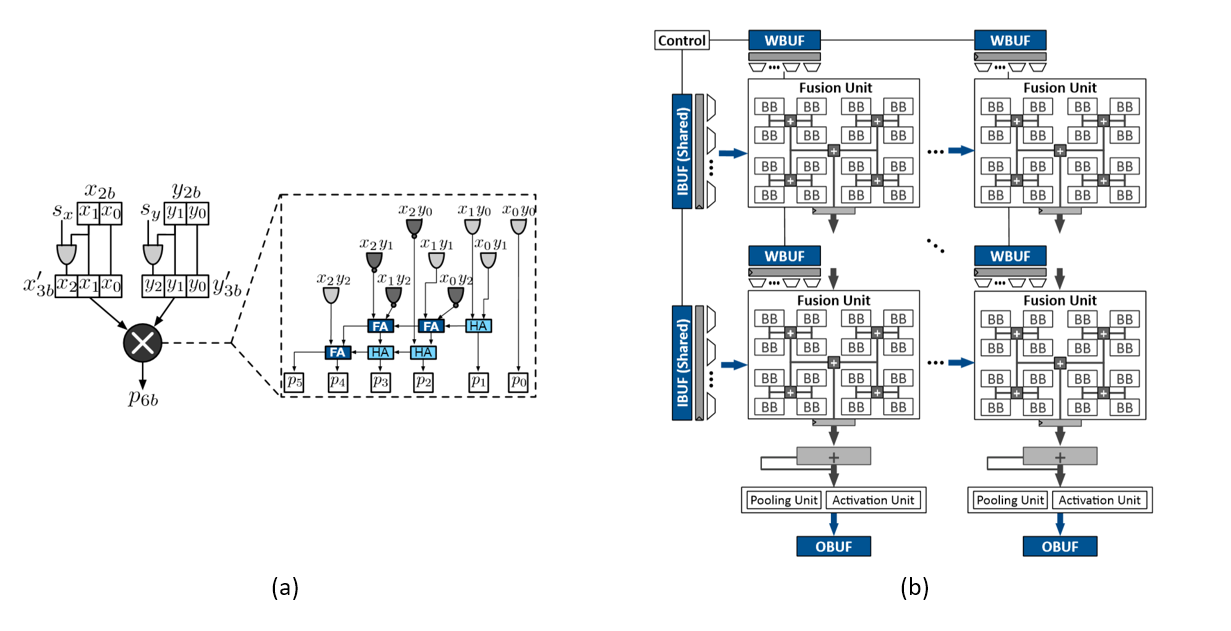 x2b y2b
sx x1 x0 sy y1 y0
x'3b x2 x1 x0 y2 y1 y0 y'3b
p6b
x2y0 x1y0 x0y0
x2y1 x1y1 x0y1
x2y2 x1y2 x0y2
FA FA HA
FA HA HA
p5 p4 p3 p2 p1 p0
(a)
Control WBUF ••• WBUF •••
IBUF (Shared)
Fusion Unit Fusion Unit
BB BB BB BB BB BB BB BB
+ + + +
BB BB BB BB BB BB BB BB
+ ••• +
BB BB BB BB BB BB BB BB
+ + + +
BB BB BB BB BB BB BB BB
WBUF ••• WBUF •••
IBUF (Shared)
Fusion Unit Fusion Unit
BB BB BB BB BB BB BB BB
+ + + +
BB BB BB BB BB BB BB BB
+ ••• +
BB BB BB BB BB BB BB BB
+ + + +
BB BB BB BB BB BB BB BB
+ +
Pooling Unit Activation Unit Pooling Unit Activation Unit
OBUF OBUF
(b)